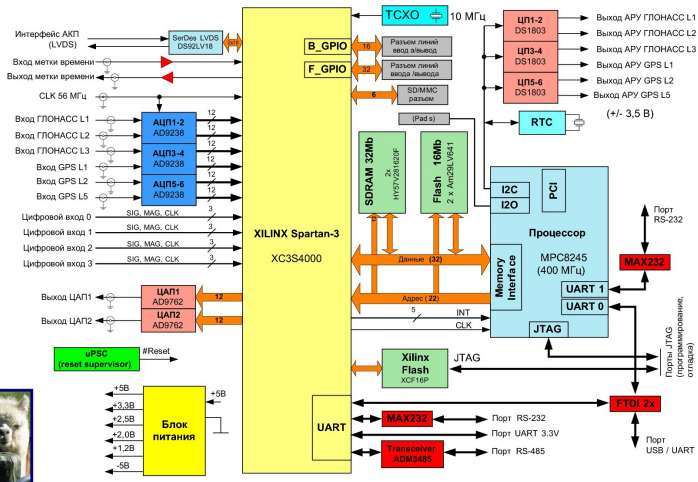 Интерфейс АКП
(LVDS)
SerDes LVDS
DS92LV18
2x18
Вход метки времени
Выход метки времени
CLK 56 МГц
Вход ГЛОНАСС L1
Вход ГЛОНАСС L2
Вход ГЛОНАСС L3
Вход GPS L1
Вход GPS L2
Вход GPS L5
АЦП1-2
AD9238
АЦП3-4
AD9238
АЦП5-6
AD9238
12
12
12
12
12
12
Цифровой вход 0
SIG, MAG, CLK
3
Цифровой вход 1
SIG, MAG, CLK
3
Цифровой вход 2
SIG, MAG, CLK
3
Цифровой вход 3
SIG, MAG, CLK
3
Выход ЦАП1
Выход ЦАП2
ЦАП1
AD9762
ЦАП2
AD9762
12
12
uPSC
(reset supervisor)
#Reset
+5В
+3,3В
+2,5В
+2,0В
+1,2В
-5В
Блок
питания
+5В
XILINX Spartan-3
XC3S4000
B_GPIO
F_GPIO
UART
TCXO
10 МГц
16
Разъем линий
ввод а/вывод
32
Разъем линий
ввода /вывода
6
SD/MMC
разъем
(Pad s)
SDRAM 32Mb
2x
HY57V281620F
Flash 16Mb
2 x Am29LV641
Данные (32)
Адрес ( 22)
5
INT
CLK
Xilinx
Flash
XCF16P
JTAG
MAX232
Порт RS-232
Порт UART 3.3V
Transceiver
ADM3485
Порт RS-485
ЦП1-2
DS1803
ЦП3-4
DS1803
ЦП5-6
DS1803
Выход АРУ ГЛОНАСС L1
Выход АРУ ГЛОНАСС L2
Выход АРУ ГЛОНАСС L3
Выход АРУ GPS L1
Выход АРУ GPS L2
Выход АРУ GPS L5
(+/- 3,5 В)
RTC
I2C
I2O
PCI
Процессор
MPC8245
(400 МГц)
Memory
Interfa ce
UART 1
UART 0
JTAG
Порт
RS-232
MAX232
Порты JTAG
(программирование,
отладка)
FTDI 2x
Порт
USB / UART